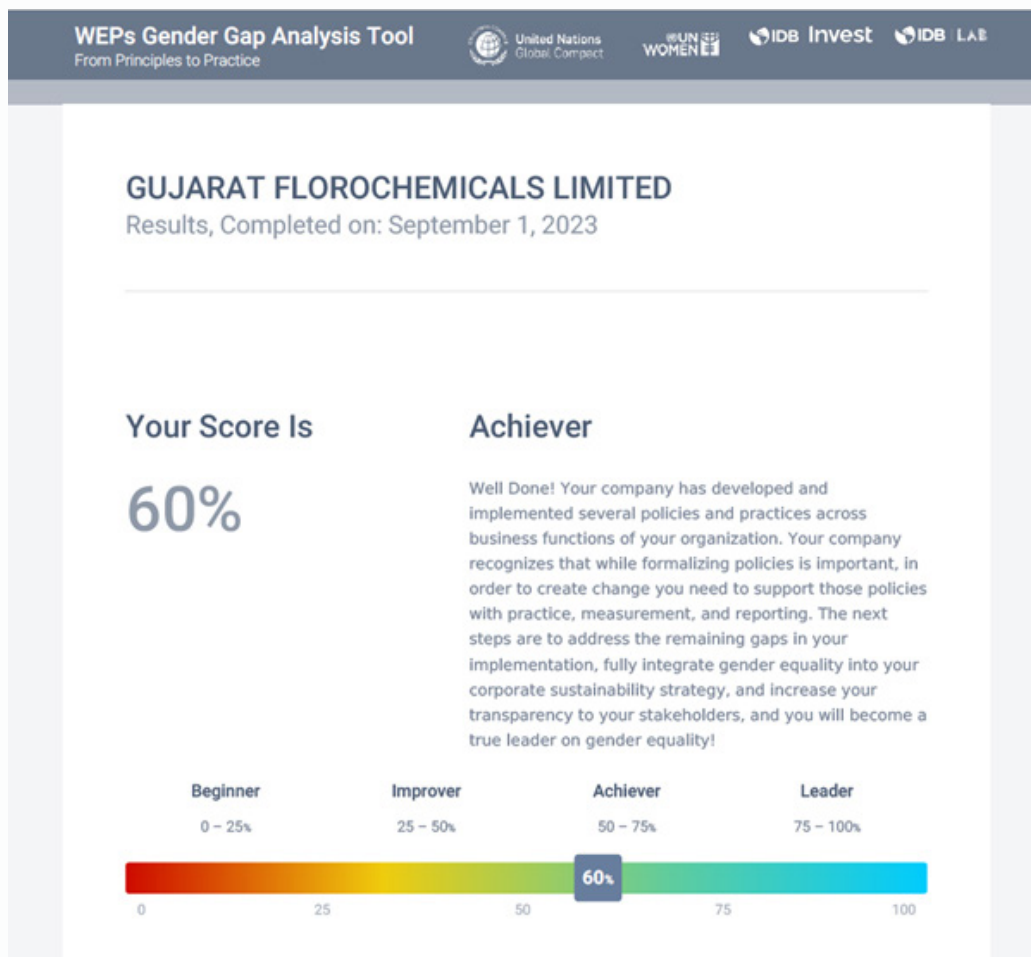 WEPs Gender Gap Analysis Tool
From Principles to Practice
United Nations
Global Compact
UN
WOMEN
IDB Invest
IDB LAB
GUJARAT FLOROCHEMICALS LIMITED
Results, Completed on: September 1, 2023
Your Score Is
60%
Achiever
Well Done! Your company has developed and
implemented several policies and practices across
business functions of your organization. Your company
recognizes that while formalizing policies is important, in
order to create change you need to support those policies
with practice, measurement, and reporting. The next
steps are to address the remaining gaps in your
implementation, fully integrate gender equality into your
corporate sustainability strategy, and increase your
transparency to your stakeholders, and you will become a
true leader on gender equality!
Beginner Improver Achiever Leader
0 – 25% 25 – 50% 50 – 75% 75 – 100%
60%
0 25 50 75 100